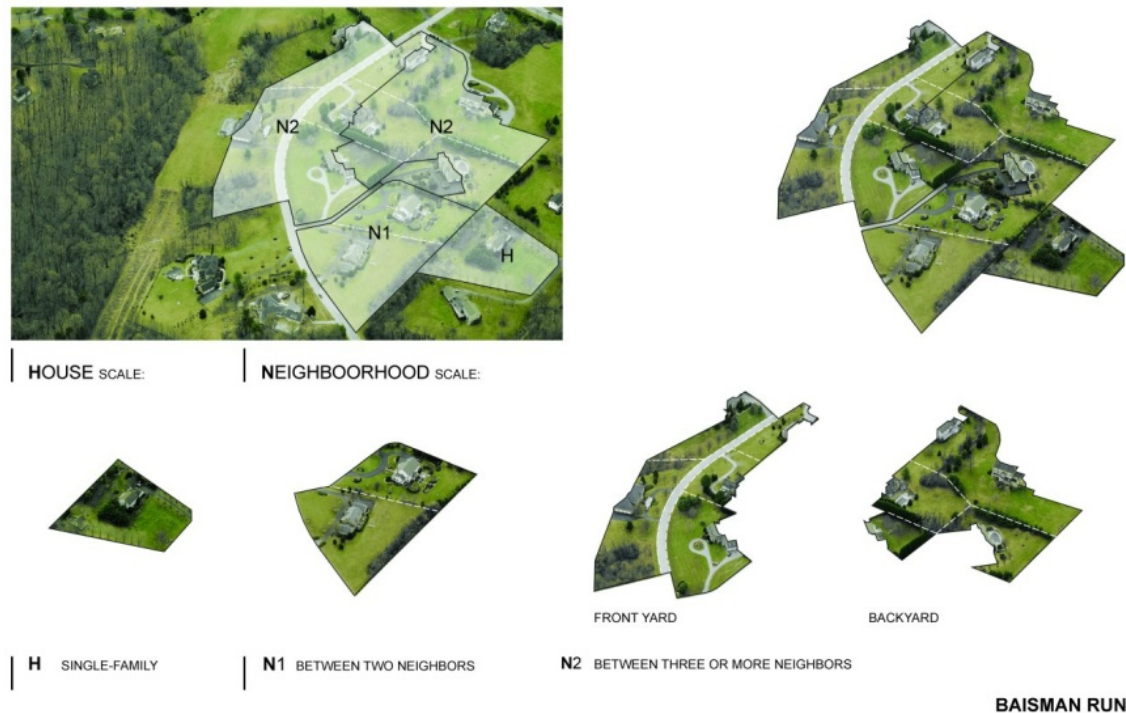 N2
N2
N1
H
HOUSE SCALE:
NEIGHBOORHOOD SCALE:
FRONT YARD
BACKYARD
H SINGLE-FAMILY
N1 BETWEEN TWO NEIGHBORS
N2 BETWEEN THREE OR MORE NEIGHBORS
BAISMAN RUN